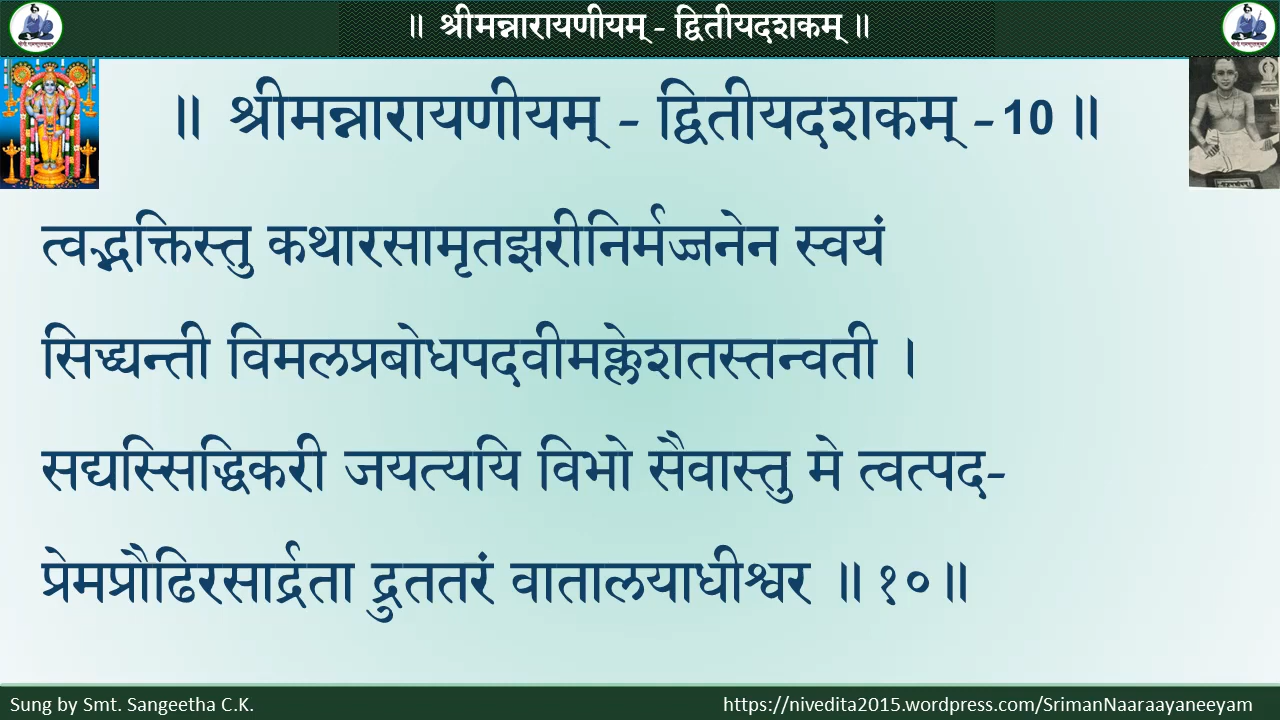 ॥ श्रीमन्नारायणीयम् - द्वितीयदशकम् ॥
॥ श्रीमन्नारायणीयम् - द्वितीयदशकम् -10 ॥
त्वद्भक्तिस्तु कथारसामृतझरीनिर्मज्जनेन स्वयं
सिद्ध्यन्ती विमलप्रबोधपदवीमक्लेशतस्तन्वती ।
सद्यस्सिद्धिकरी जयत्ययि विभो सैवास्तु मे त्वत्पद-
प्रेमप्रौढिरसार्द्रता द्रुततरं वातालयाधीश्वर ॥ १० ॥
Sung by Smt. Sangeetha C.K.
https://nivedita2015.wordpress.com/SrimanNaaraayaneeyam